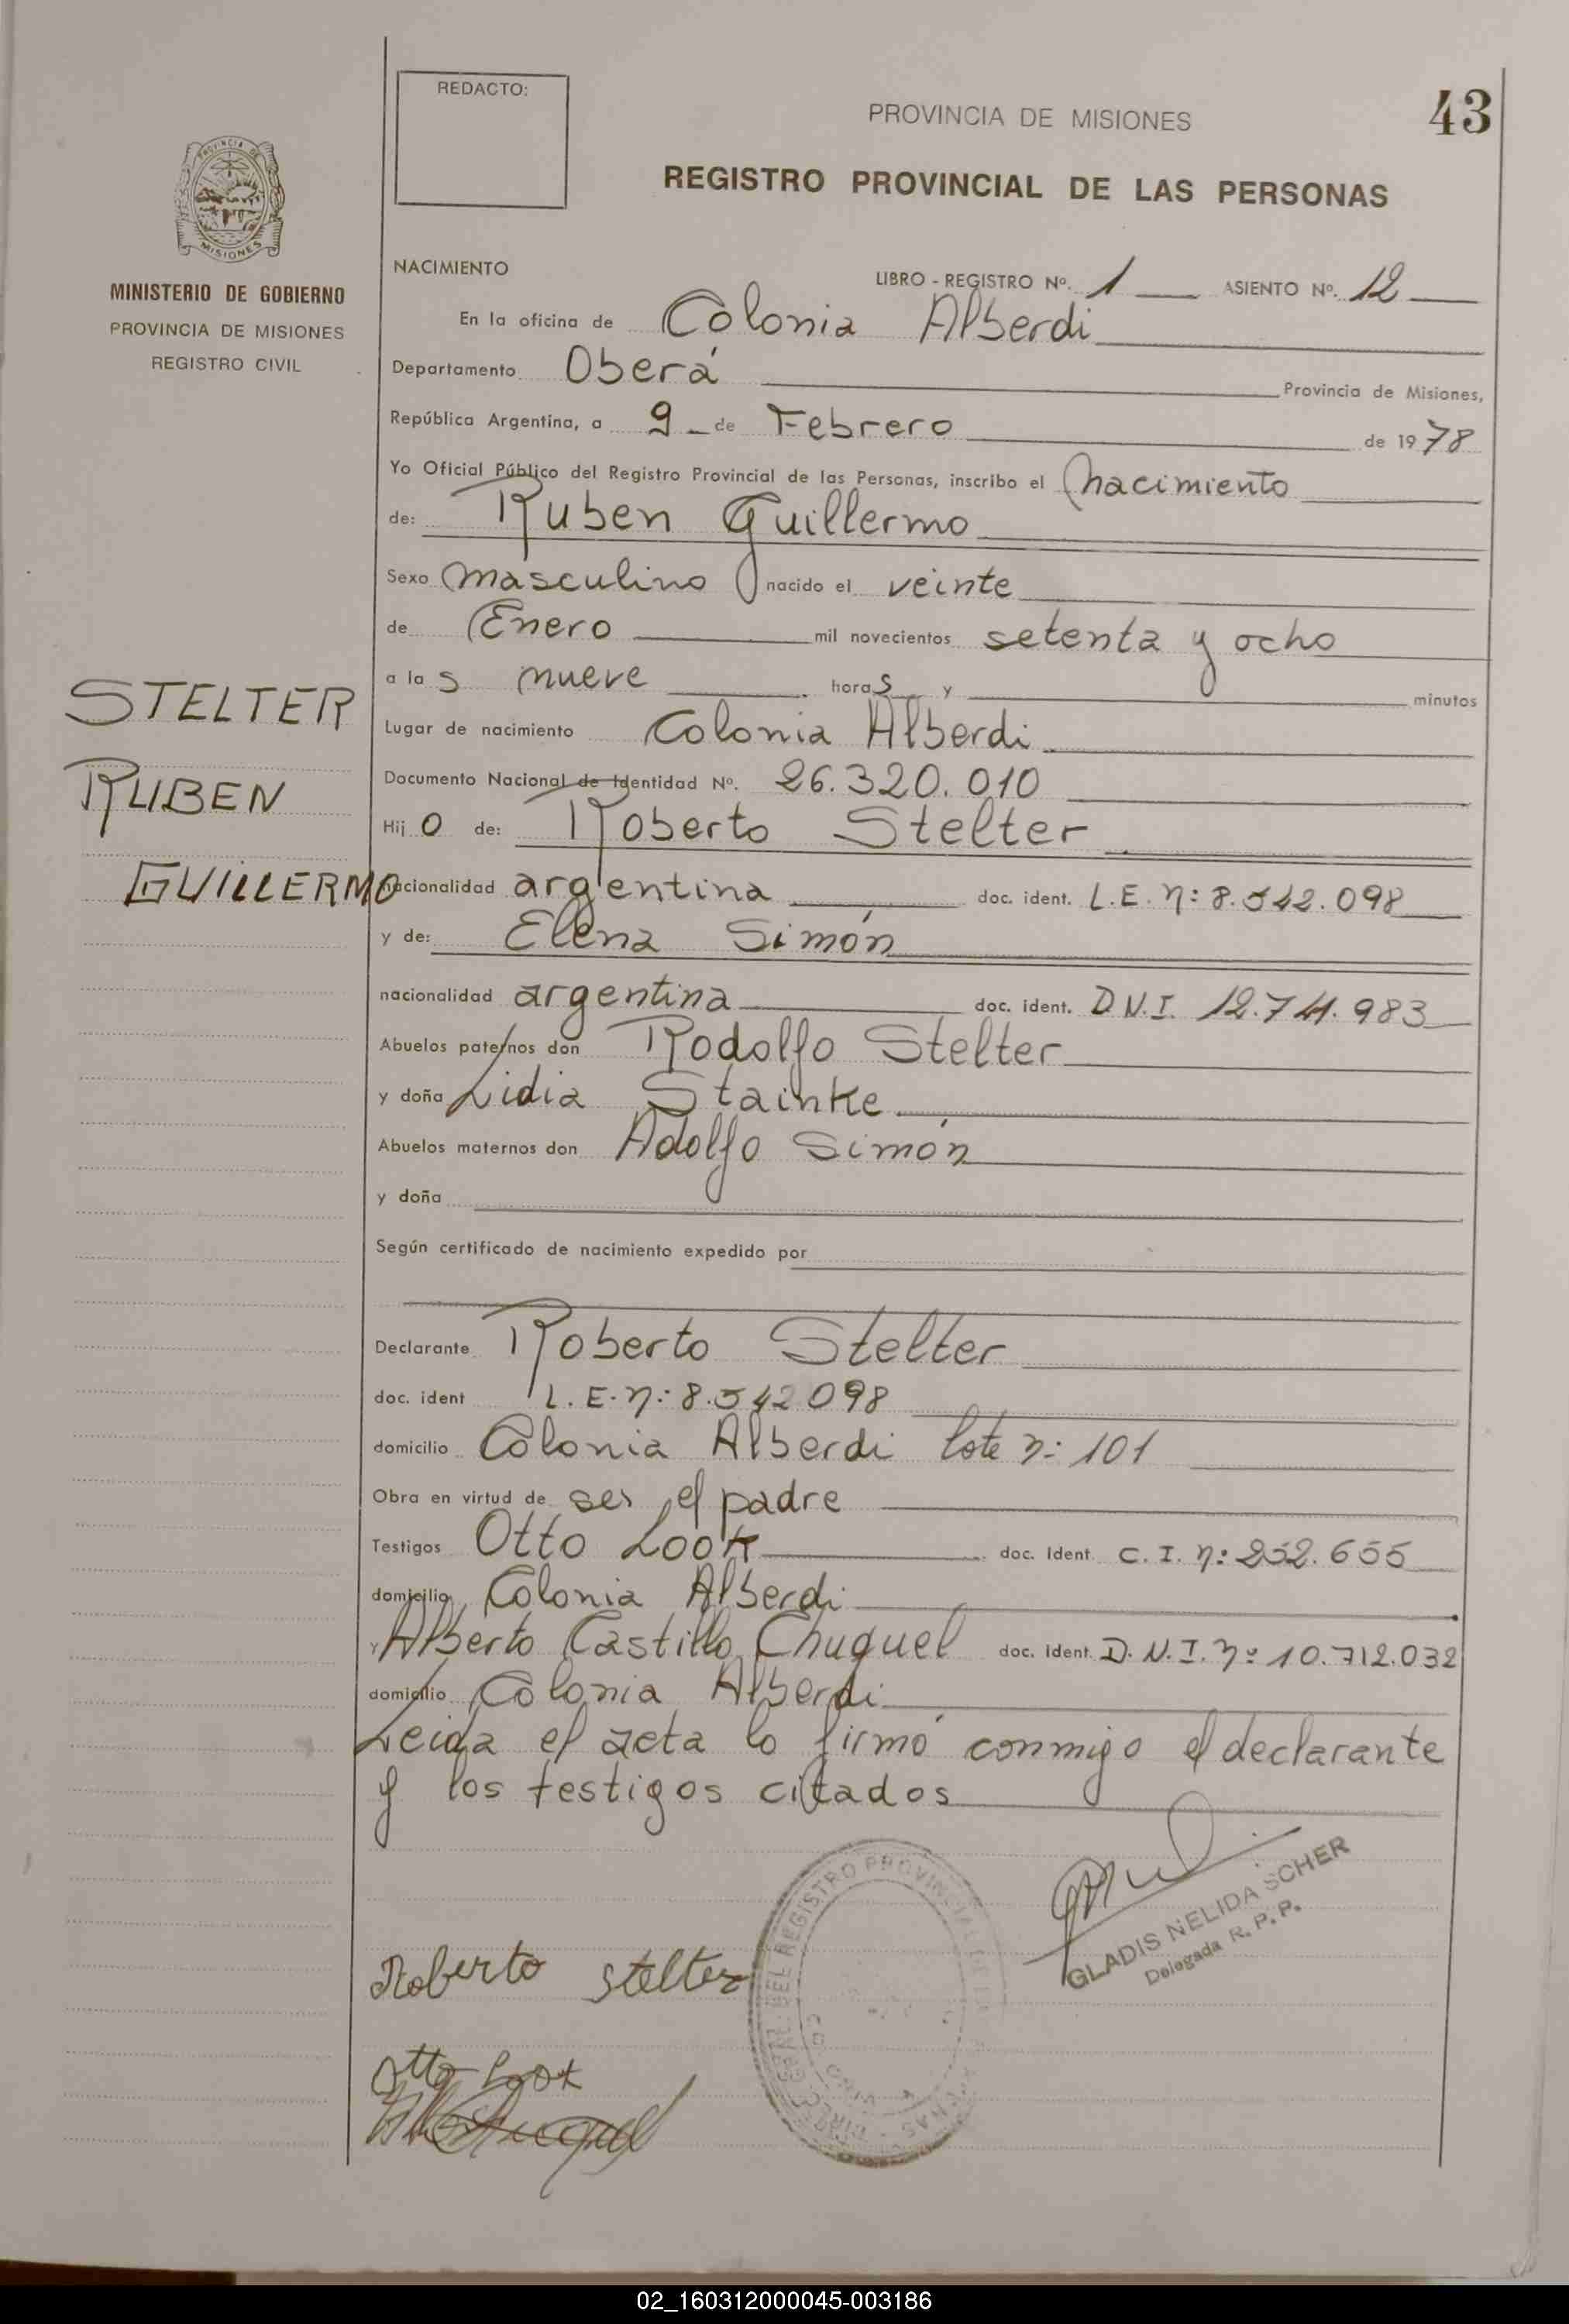 REDACTO:
PROVINCIA DE MISIONES
43
REGISTRO PROVINCIAL DE LAS PERSONAS
PROVINCIA DE
MISIONES
MINISTERIO DE GOBIERNO
PROVINCIA DE MISIONES
REGISTRO CIVIL
NACIMIENTO
LIBRO - REGISTRO Nº. 1 ASIENTO Nº. 12
En la oficina de Colonia Alberdi
Departamento Oberá Provincia de Misiones,
República Argentina, a 9 de Febrero de 1978
Yo Oficial Público del Registro Provincial de las Personas, inscribo el nacimiento
de: Ruben Guillermo
Sexo masculino nacido el veinte
de Enero mil novecientos setenta y ocho
a las nueve horas y minutos
Lugar de nacimiento Colonia Alberdi
Documento Nacional de Identidad Nº. 26.320.010
Hijo de: Roberto Stelter
nacionalidad argentina doc. ident. L.E. n: 8.542.098
y de: Elena Simón
nacionalidad argentina doc. ident. D.N.I. 12.741.983
Abuelos paternos don Rodolfo Stelter
y doña Lidia Stainke
Abuelos maternos don Adolfo Simón
y doña
Según certificado de nacimiento expedido por
Declarante Roberto Stelter
doc. ident L.E. n: 8.542098
domicilio Colonia Alberdi lote n: 101
Obra en virtud de ser el padre
Testigos Otto Look doc. Ident. C.I. n: 252.655
domicilio Colonia Alberdi
y Alberto Castillo Chuquel doc. Ident. D.N.I. nº 10.712.032
domicilio Colonia Alberdi
Leida el acta lo firmó conmigo el declarante
y los testigos citados
STELTER
RUBEN
GUILLERMO
GLADIS NELIDA SCHER
Delegada R. P. P.
Roberto Stelter
Otto Look
02_160312000045-003186